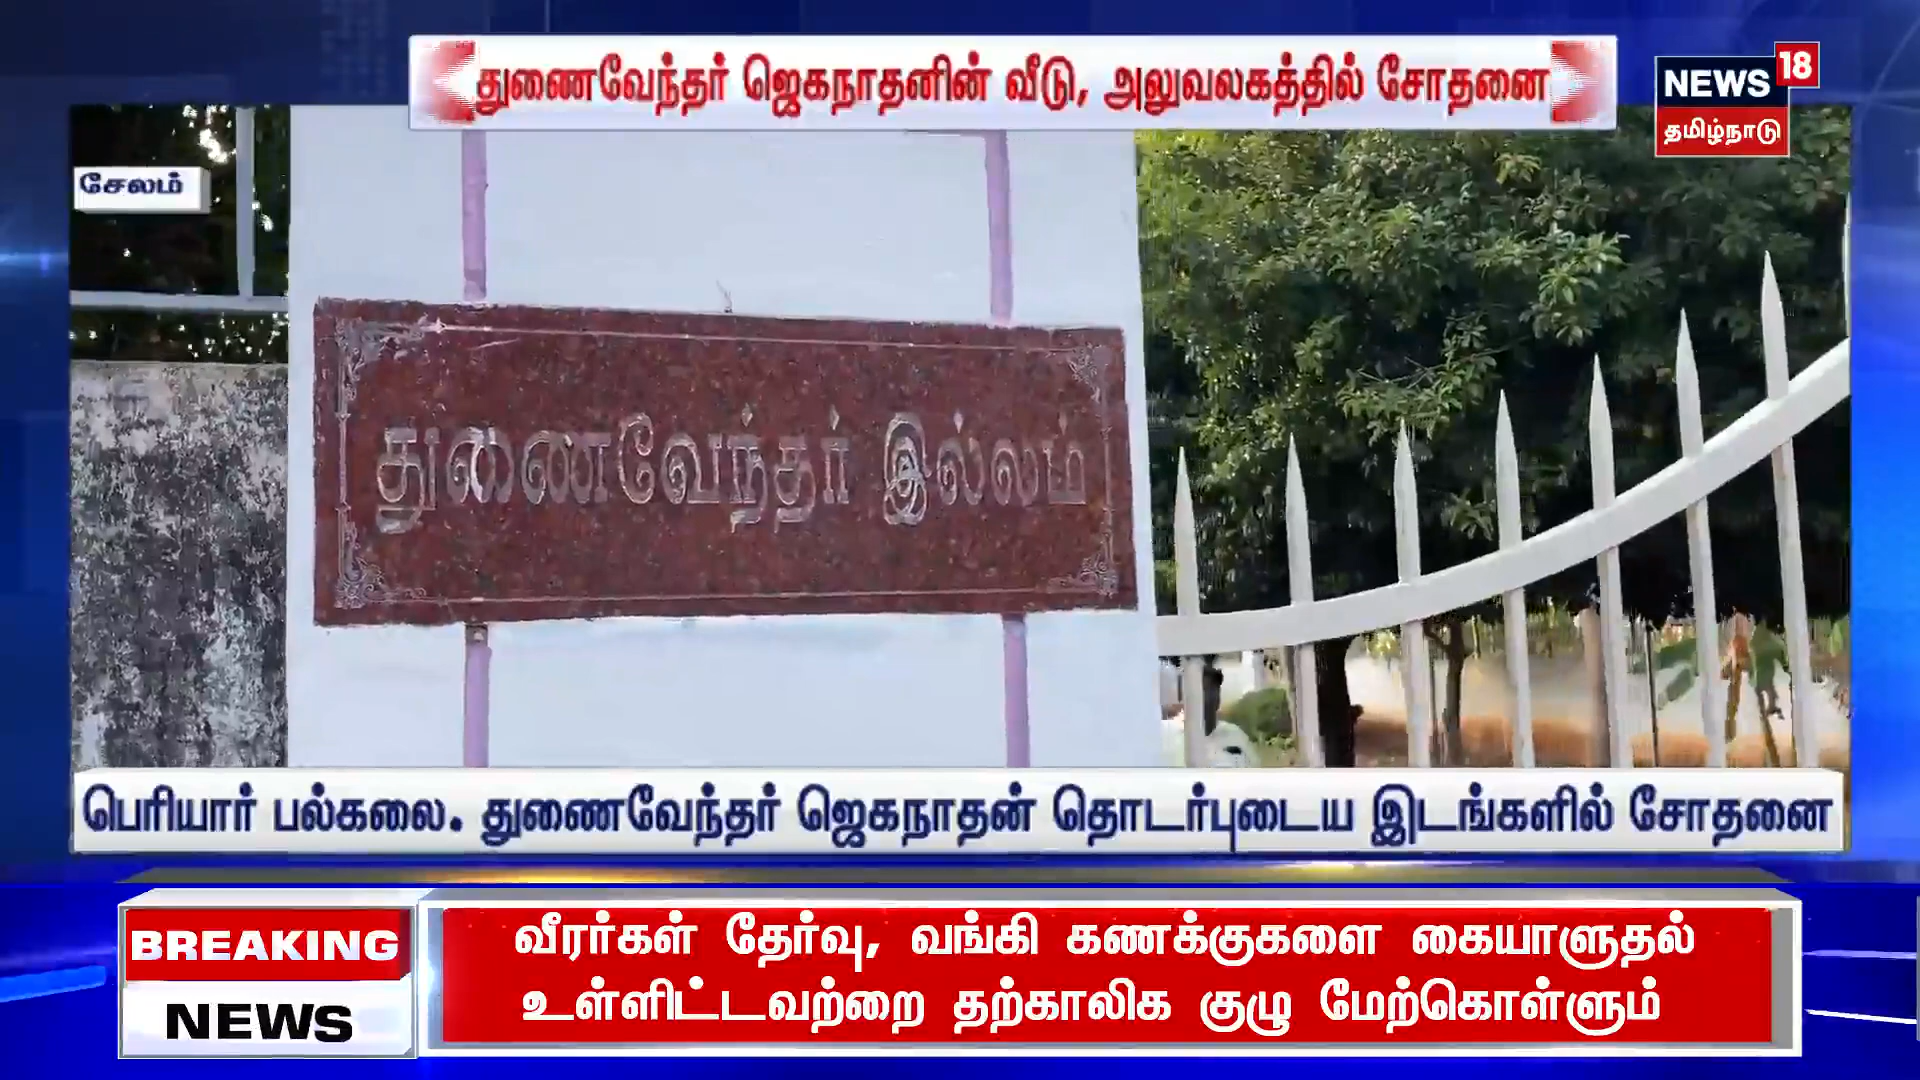 துணைவேந்தர் ஜெகநாதனின் வீடு, அலுவலகத்தில் சோதனை
NEWS 18
தமிழ்நாடு
சேலம்
துணைவேந்தர் இல்லம்
பெரியார் பல்கலை. துணைவேந்தர் ஜெகநாதன் தொடர்புடைய இடங்களில் சோதனை
BREAKING
NEWS
வீரர்கள் தேர்வு, வங்கி கணக்குகளை கையாளுதல்
உள்ளிட்டவற்றை தற்காலிக குழு மேற்கொள்ளும்